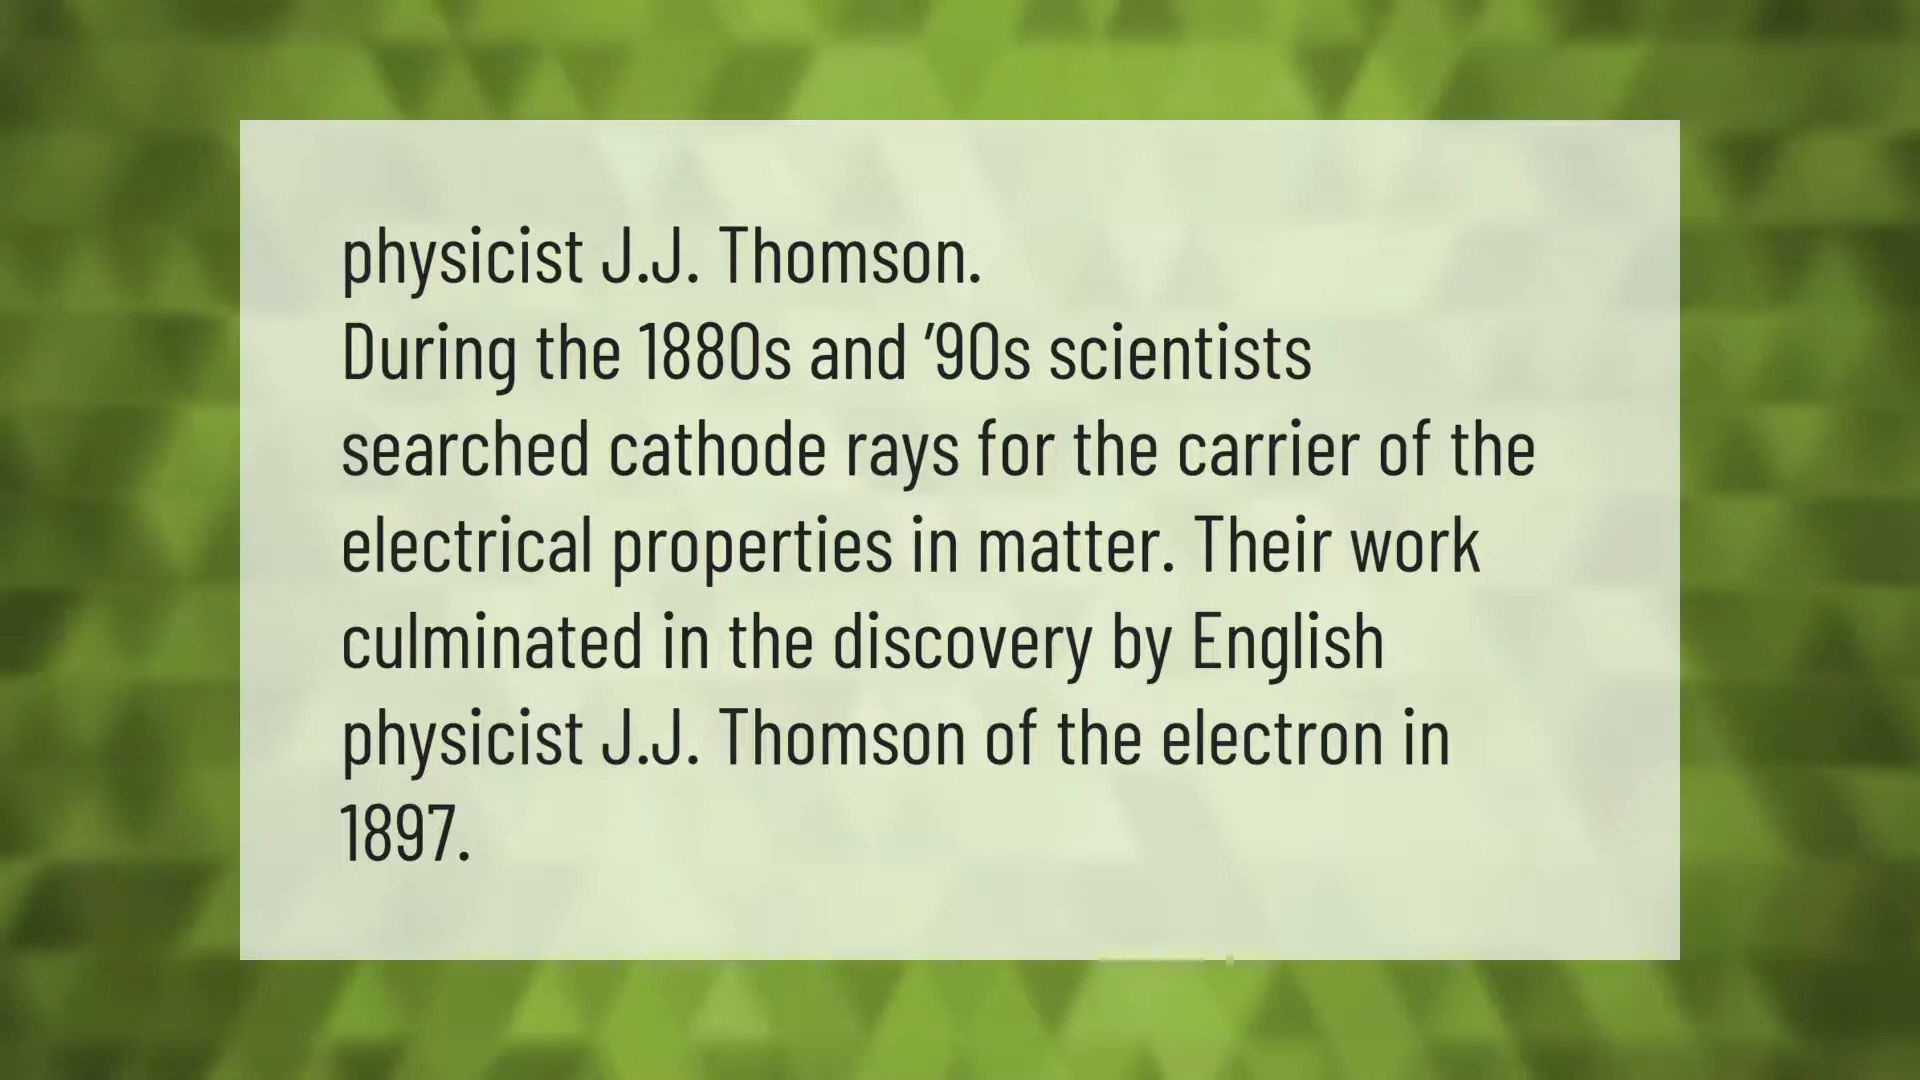 physicist J.J. Thomson.
During the 1880s and ’90s scientists
searched cathode rays for the carrier of the
electrical properties in matter. Their work
culminated in the discovery by English
physicist J.J. Thomson of the electron in
1897.